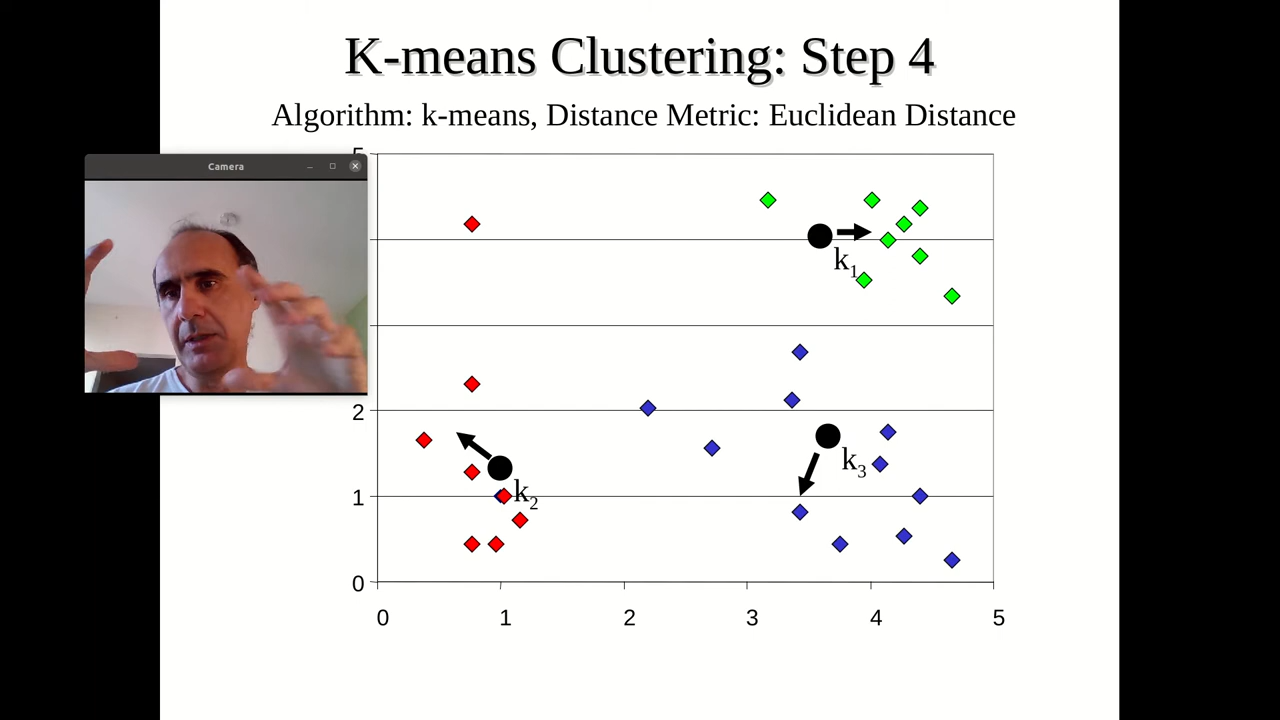 K-means Clustering: Step 4
Algorithm: k-means, Distance Metric: Euclidean Distance
5
Camera
k1
2
k3
k2
1
0
0 1 2 3 4 5